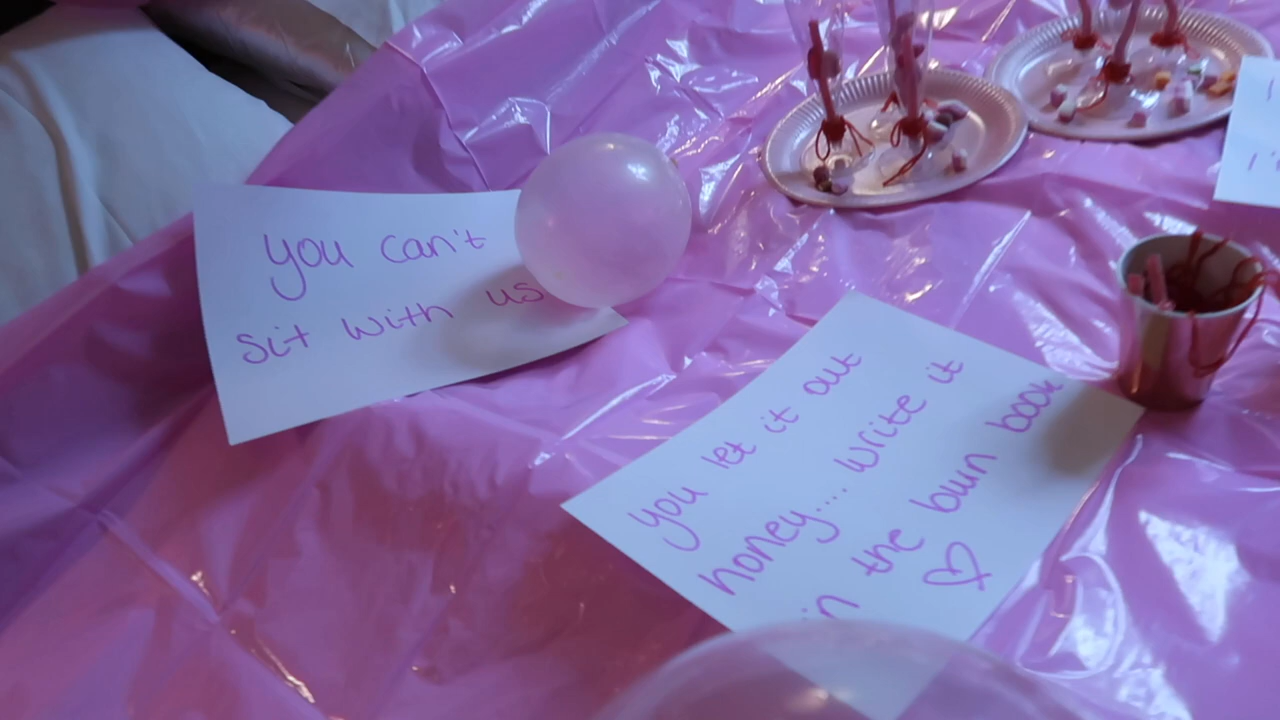 you can't
sit with us
you let it out
honey.... write it
in the burn book